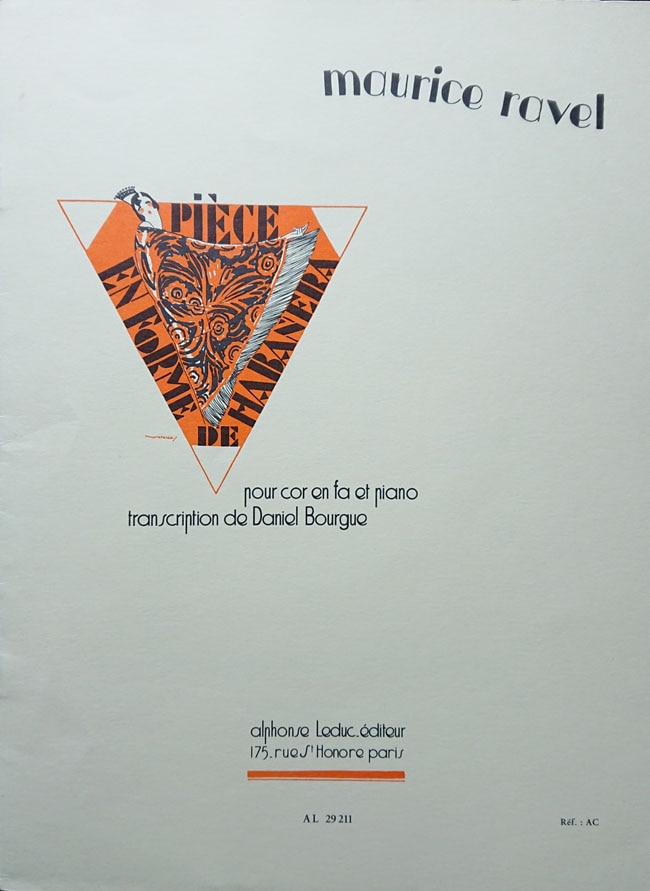 maurice ravel
PIÈCE
EN FORME
DE
HABANERA
pour cor en fa et piano
transcription de Daniel Bourgue
alphonse Leduc.éditeur
175.rue St Honore paris
AL 29 211
Réf. : AC